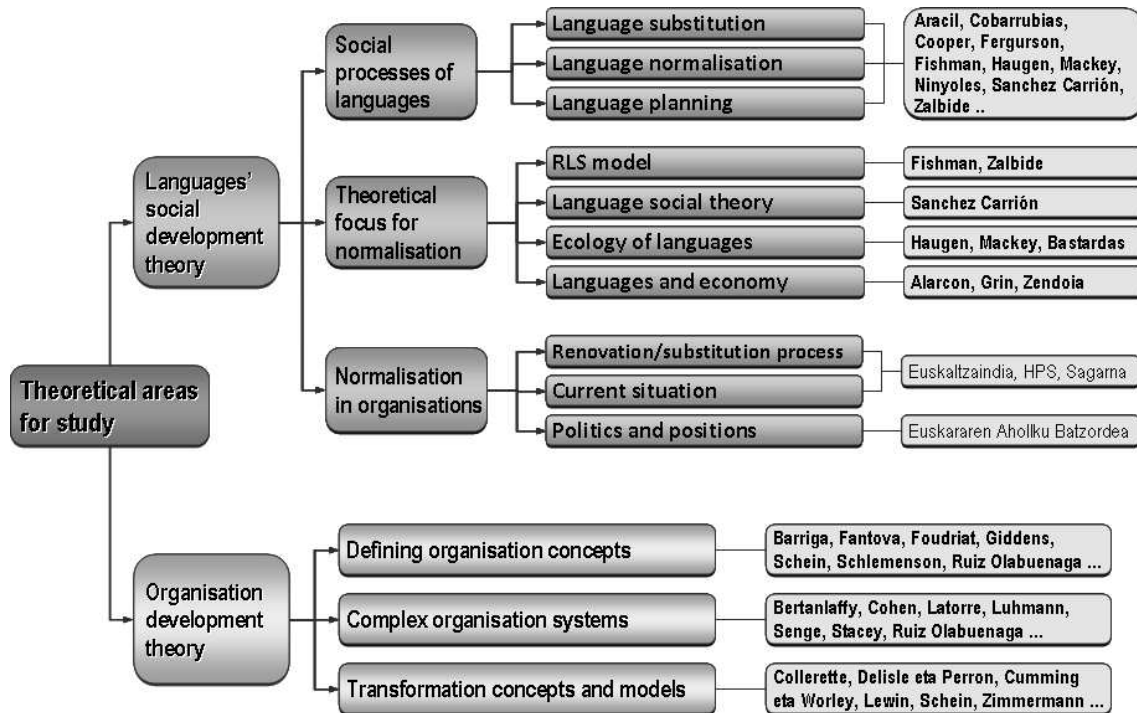 Theoretical areas
for study
Languages'
social
development
theory
Social
processes of
languages
Language substitution
Language normalisation
Language planning
Aracil, Cobarrubias,
Cooper, Fergurson,
Fishman, Haugen, Mackey,
Ninyoles, Sanchez Carrión,
Zalbide ..
Theoretical
focus for
normalisation
RLS model
Fishman, Zalbide
Language social theory
Sanchez Carrión
Ecology of languages
Haugen, Mackey, Bastardas
Languages and economy
Alarcon, Grin, Zendoia
Normalisation
in organisations
Renovation/substitution process
Current situation
Euskaltzaindia, HPS, Sagarna
Politics and positions
Euskararen Ahollku Batzordea
Organisation
development
theory
Defining organisation concepts
Barriga, Fantova, Foudriat, Giddens,
Schein, Schlemenson, Ruiz Olabuenaga ...
Complex organisation systems
Bertanlaffy, Cohen, Latorre, Luhmann,
Senge, Stacey, Ruiz Olabuenaga ...
Transformation concepts and models
Collerette, Delisle eta Perron, Cumming
eta Worley, Lewin, Schein, Zimmermann ...